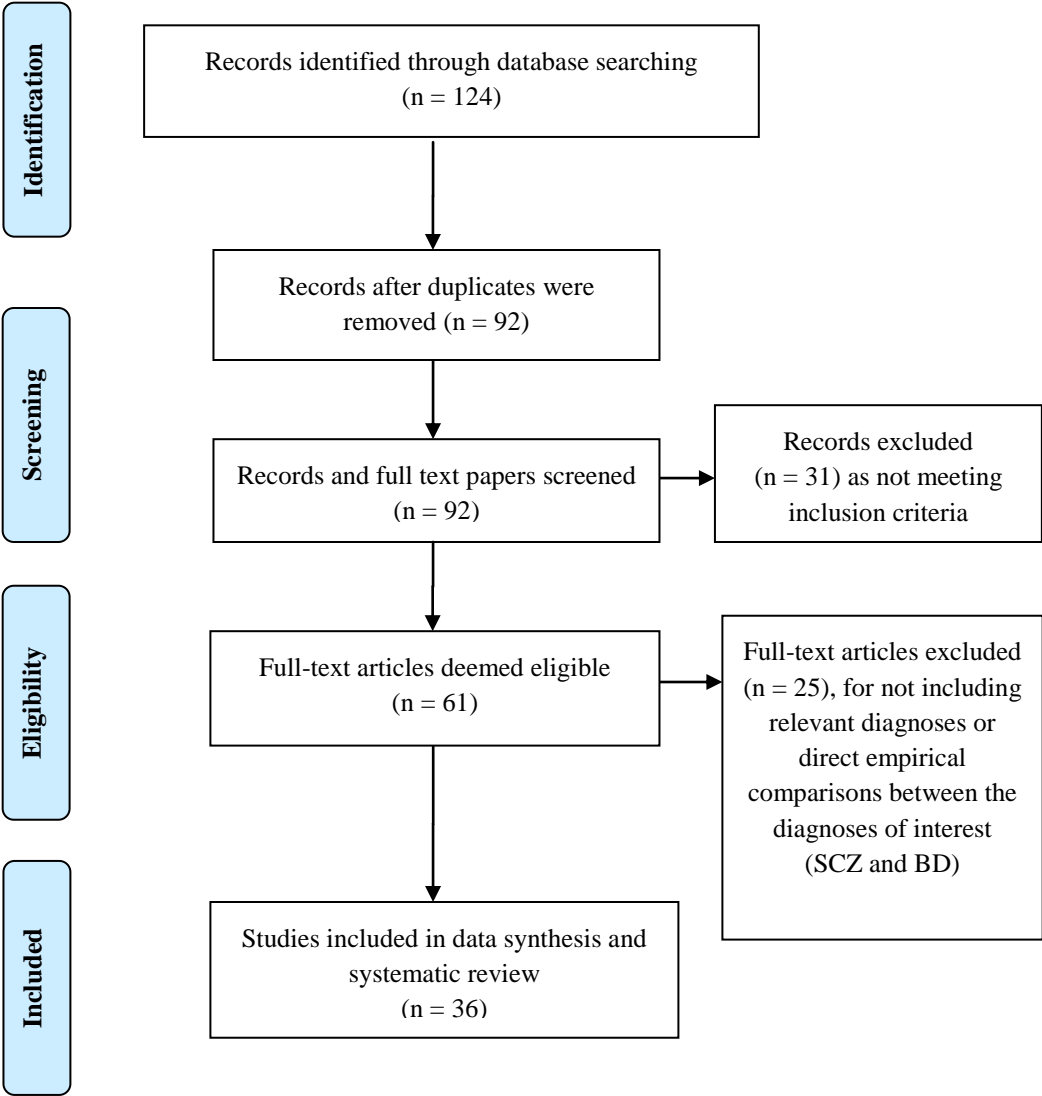 Identification
Records identified through database searching
(n = 124)
Records after duplicates were
removed (n = 92)
Screening
Records and full text papers screened
(n = 92)
Records excluded
(n = 31) as not meeting
inclusion criteria
Eligibility
Full-text articles deemed eligible
(n = 61)
Full-text articles excluded
(n = 25), for not including
relevant diagnoses or
direct empirical
comparisons between the
diagnoses of interest
(SCZ and BD)
Included
Studies included in data synthesis and
systematic review
(n = 36)